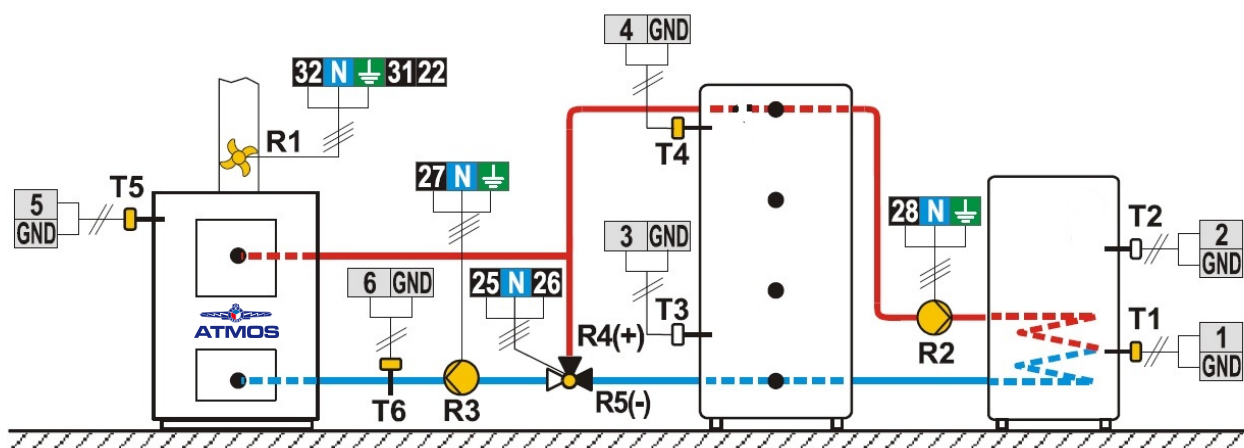 4 GND
32 N 31 22
R1
T4
27 N
T5
5
GND
28 N
T2
2
GND
3 GND
6 GND
25 N 26
T3
T1
1
GND
ATMOS
R4(+)
R2
T6
R3
R5(-)